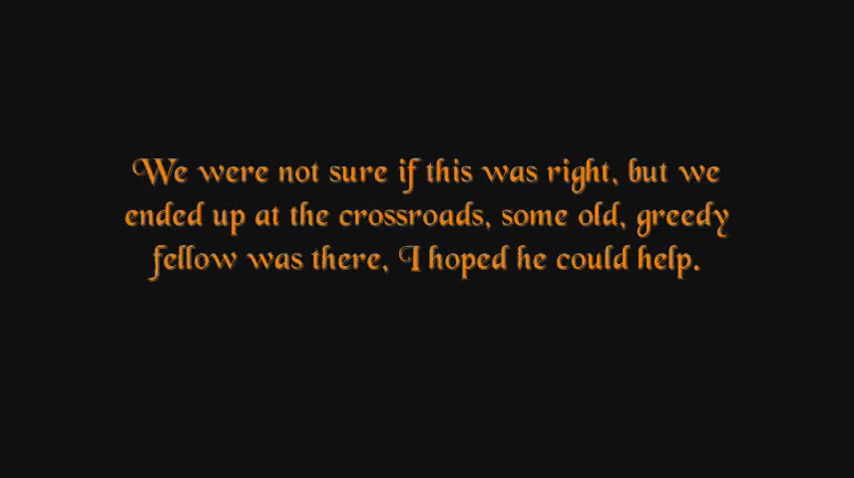 We were not sure if this was right, but we
ended up at the crossroads, some old, greedy
fellow was there, I hoped he could help.